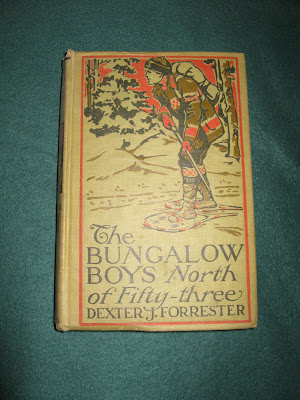 The
BUNGALOW
BOYS North
of Fifty-three
DEXTER J. FORRESTER